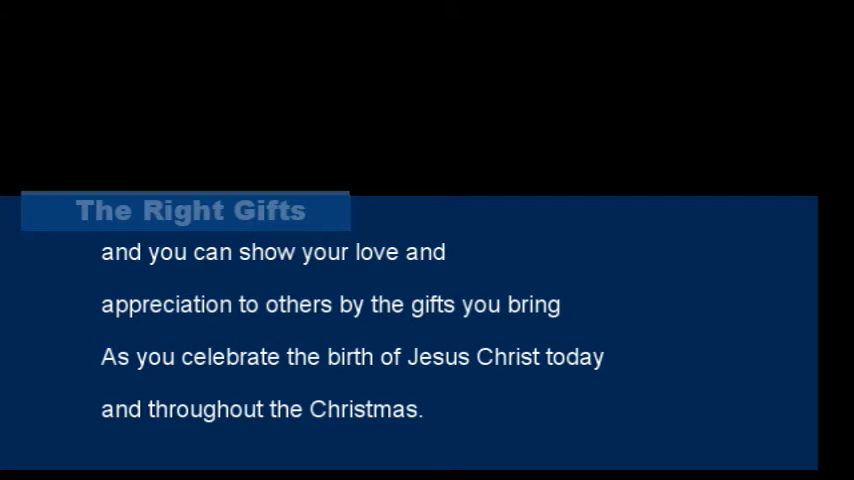 The Right Gifts
and you can show your love and
appreciation to others by the gifts you bring
As you celebrate the birth of Jesus Christ today
and throughout the Christmas.